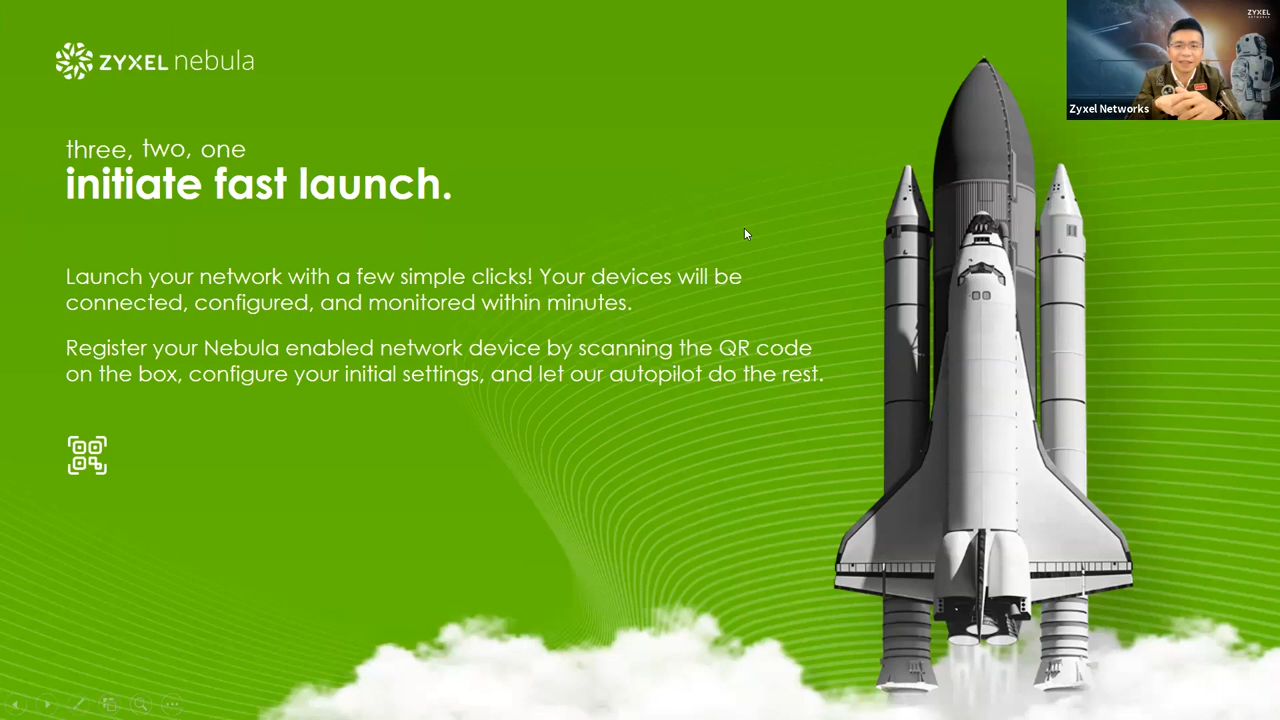 ZYXEL nebula
ZYXEL
NETWORKS
Zyxel Networks
three, two, one
initiate fast launch.
Launch your network with a few simple clicks! Your devices will be
connected, configured, and monitored within minutes.
Register your Nebula enabled network device by scanning the QR code
on the box, configure your initial settings, and let our autopilot do the rest.